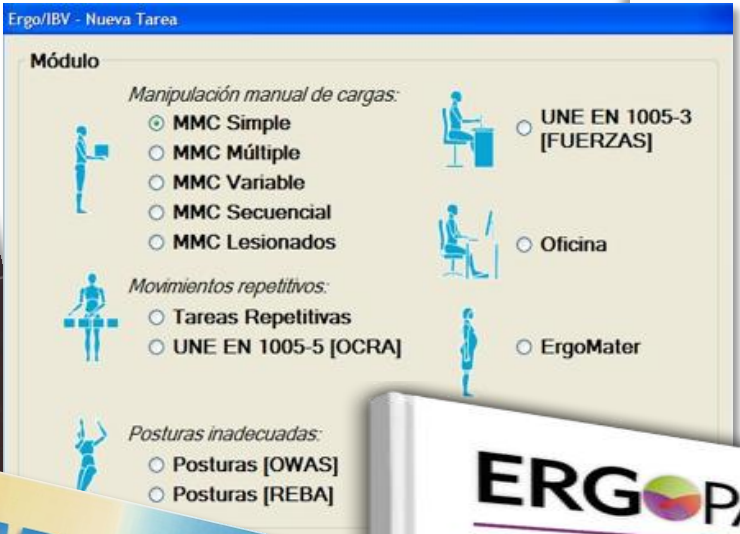 Ergo/IBV - Nueva Tarea
Módulo
Manipulación manual de cargas:
MMC Simple
MMC Múltiple
MMC Variable
MMC Secuencial
MMC Lesionados
Movimientos repetitivos:
Tareas Repetitivas
UNE EN 1005-5 [OCRA]
Posturas inadecuadas:
Posturas [OWAS]
Posturas [REBA]
UNE EN 1005-3
[FUERZAS]
Oficina
ErgoMater
ERGOPA